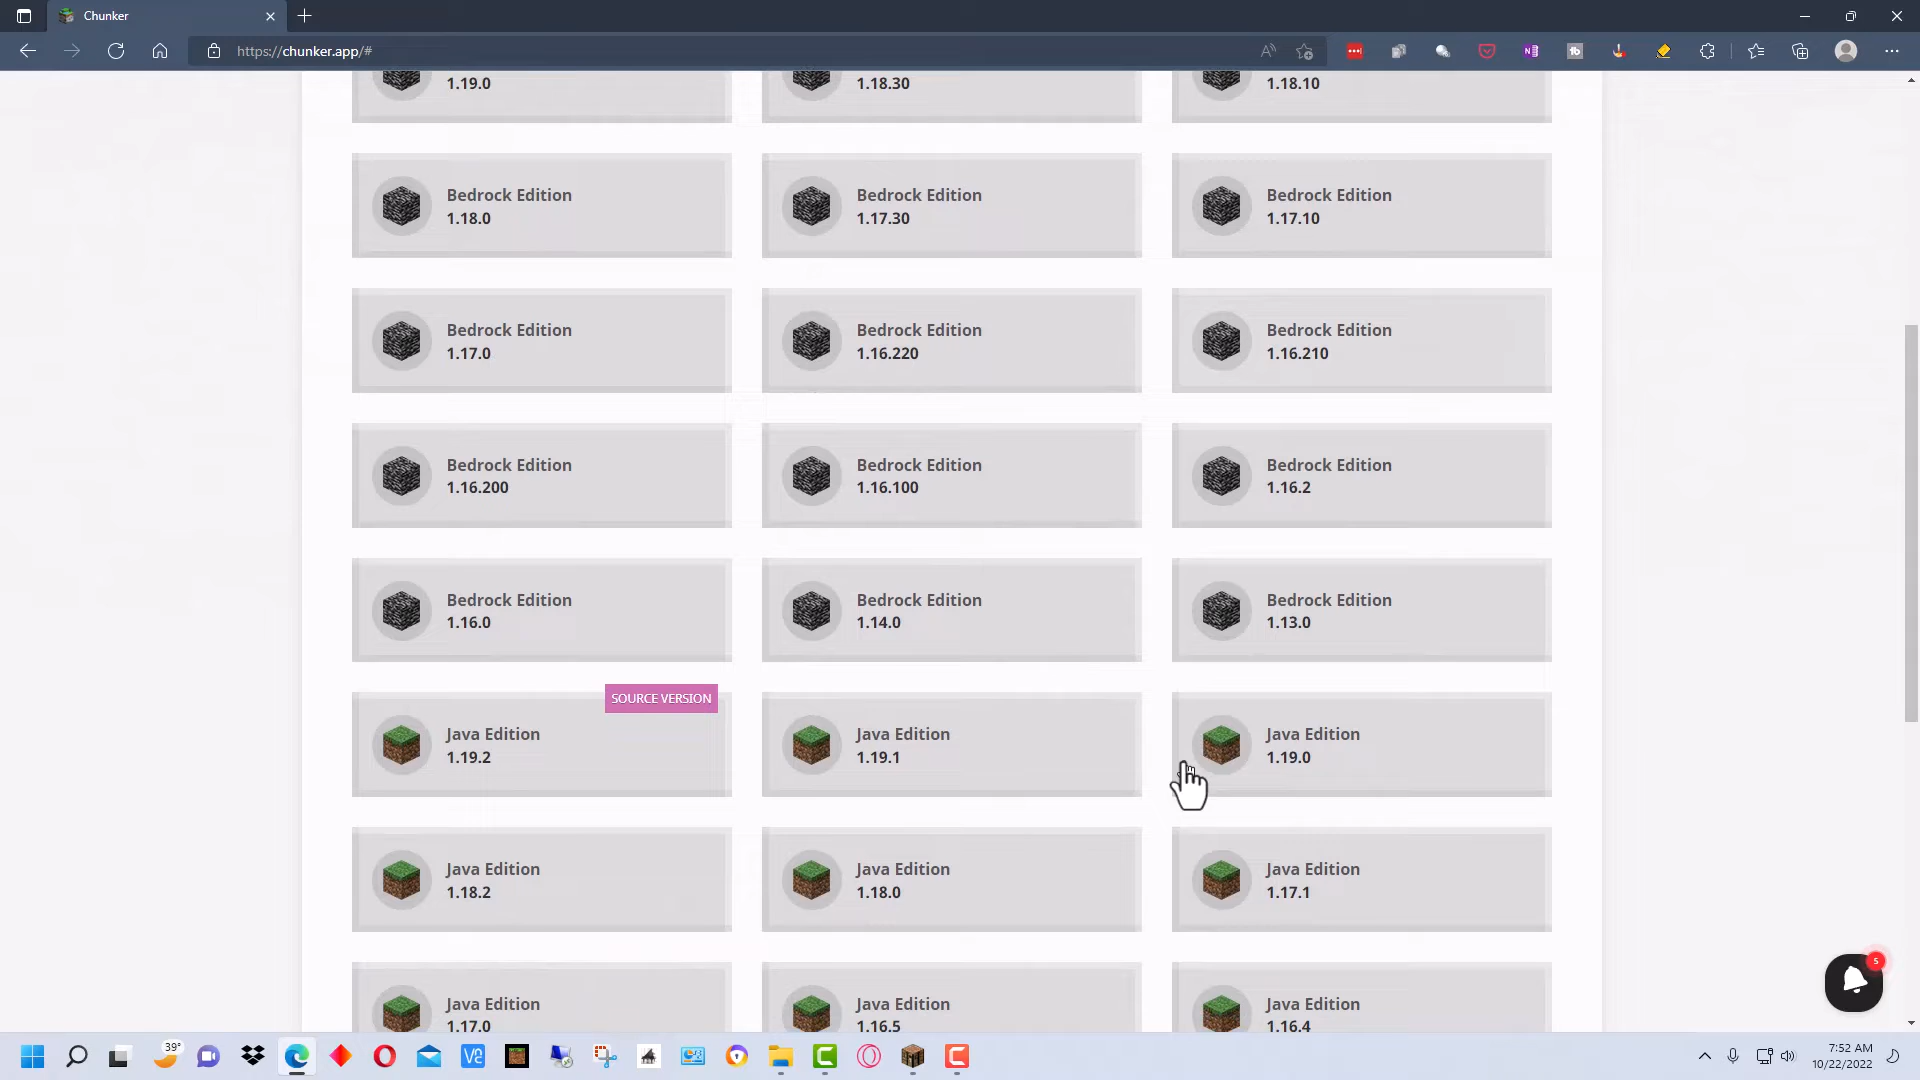 Chunker
https://chunker.app/#
1.19.0
1.18.30
1.18.10
Bedrock Edition
1.18.0
Bedrock Edition
1.17.30
Bedrock Edition
1.17.10
Bedrock Edition
1.17.0
Bedrock Edition
1.16.220
Bedrock Edition
1.16.210
Bedrock Edition
1.16.200
Bedrock Edition
1.16.100
Bedrock Edition
1.16.2
Bedrock Edition
1.16.0
Bedrock Edition
1.14.0
Bedrock Edition
1.13.0
SOURCE VERSION
Java Edition
1.19.2
Java Edition
1.19.1
Java Edition
1.19.0
Java Edition
1.18.2
Java Edition
1.18.0
Java Edition
1.17.1
5
Java Edition
1.17.0
Java Edition
1.16.5
Java Edition
1.16.4
39°
7:52 AM
10/22/2022